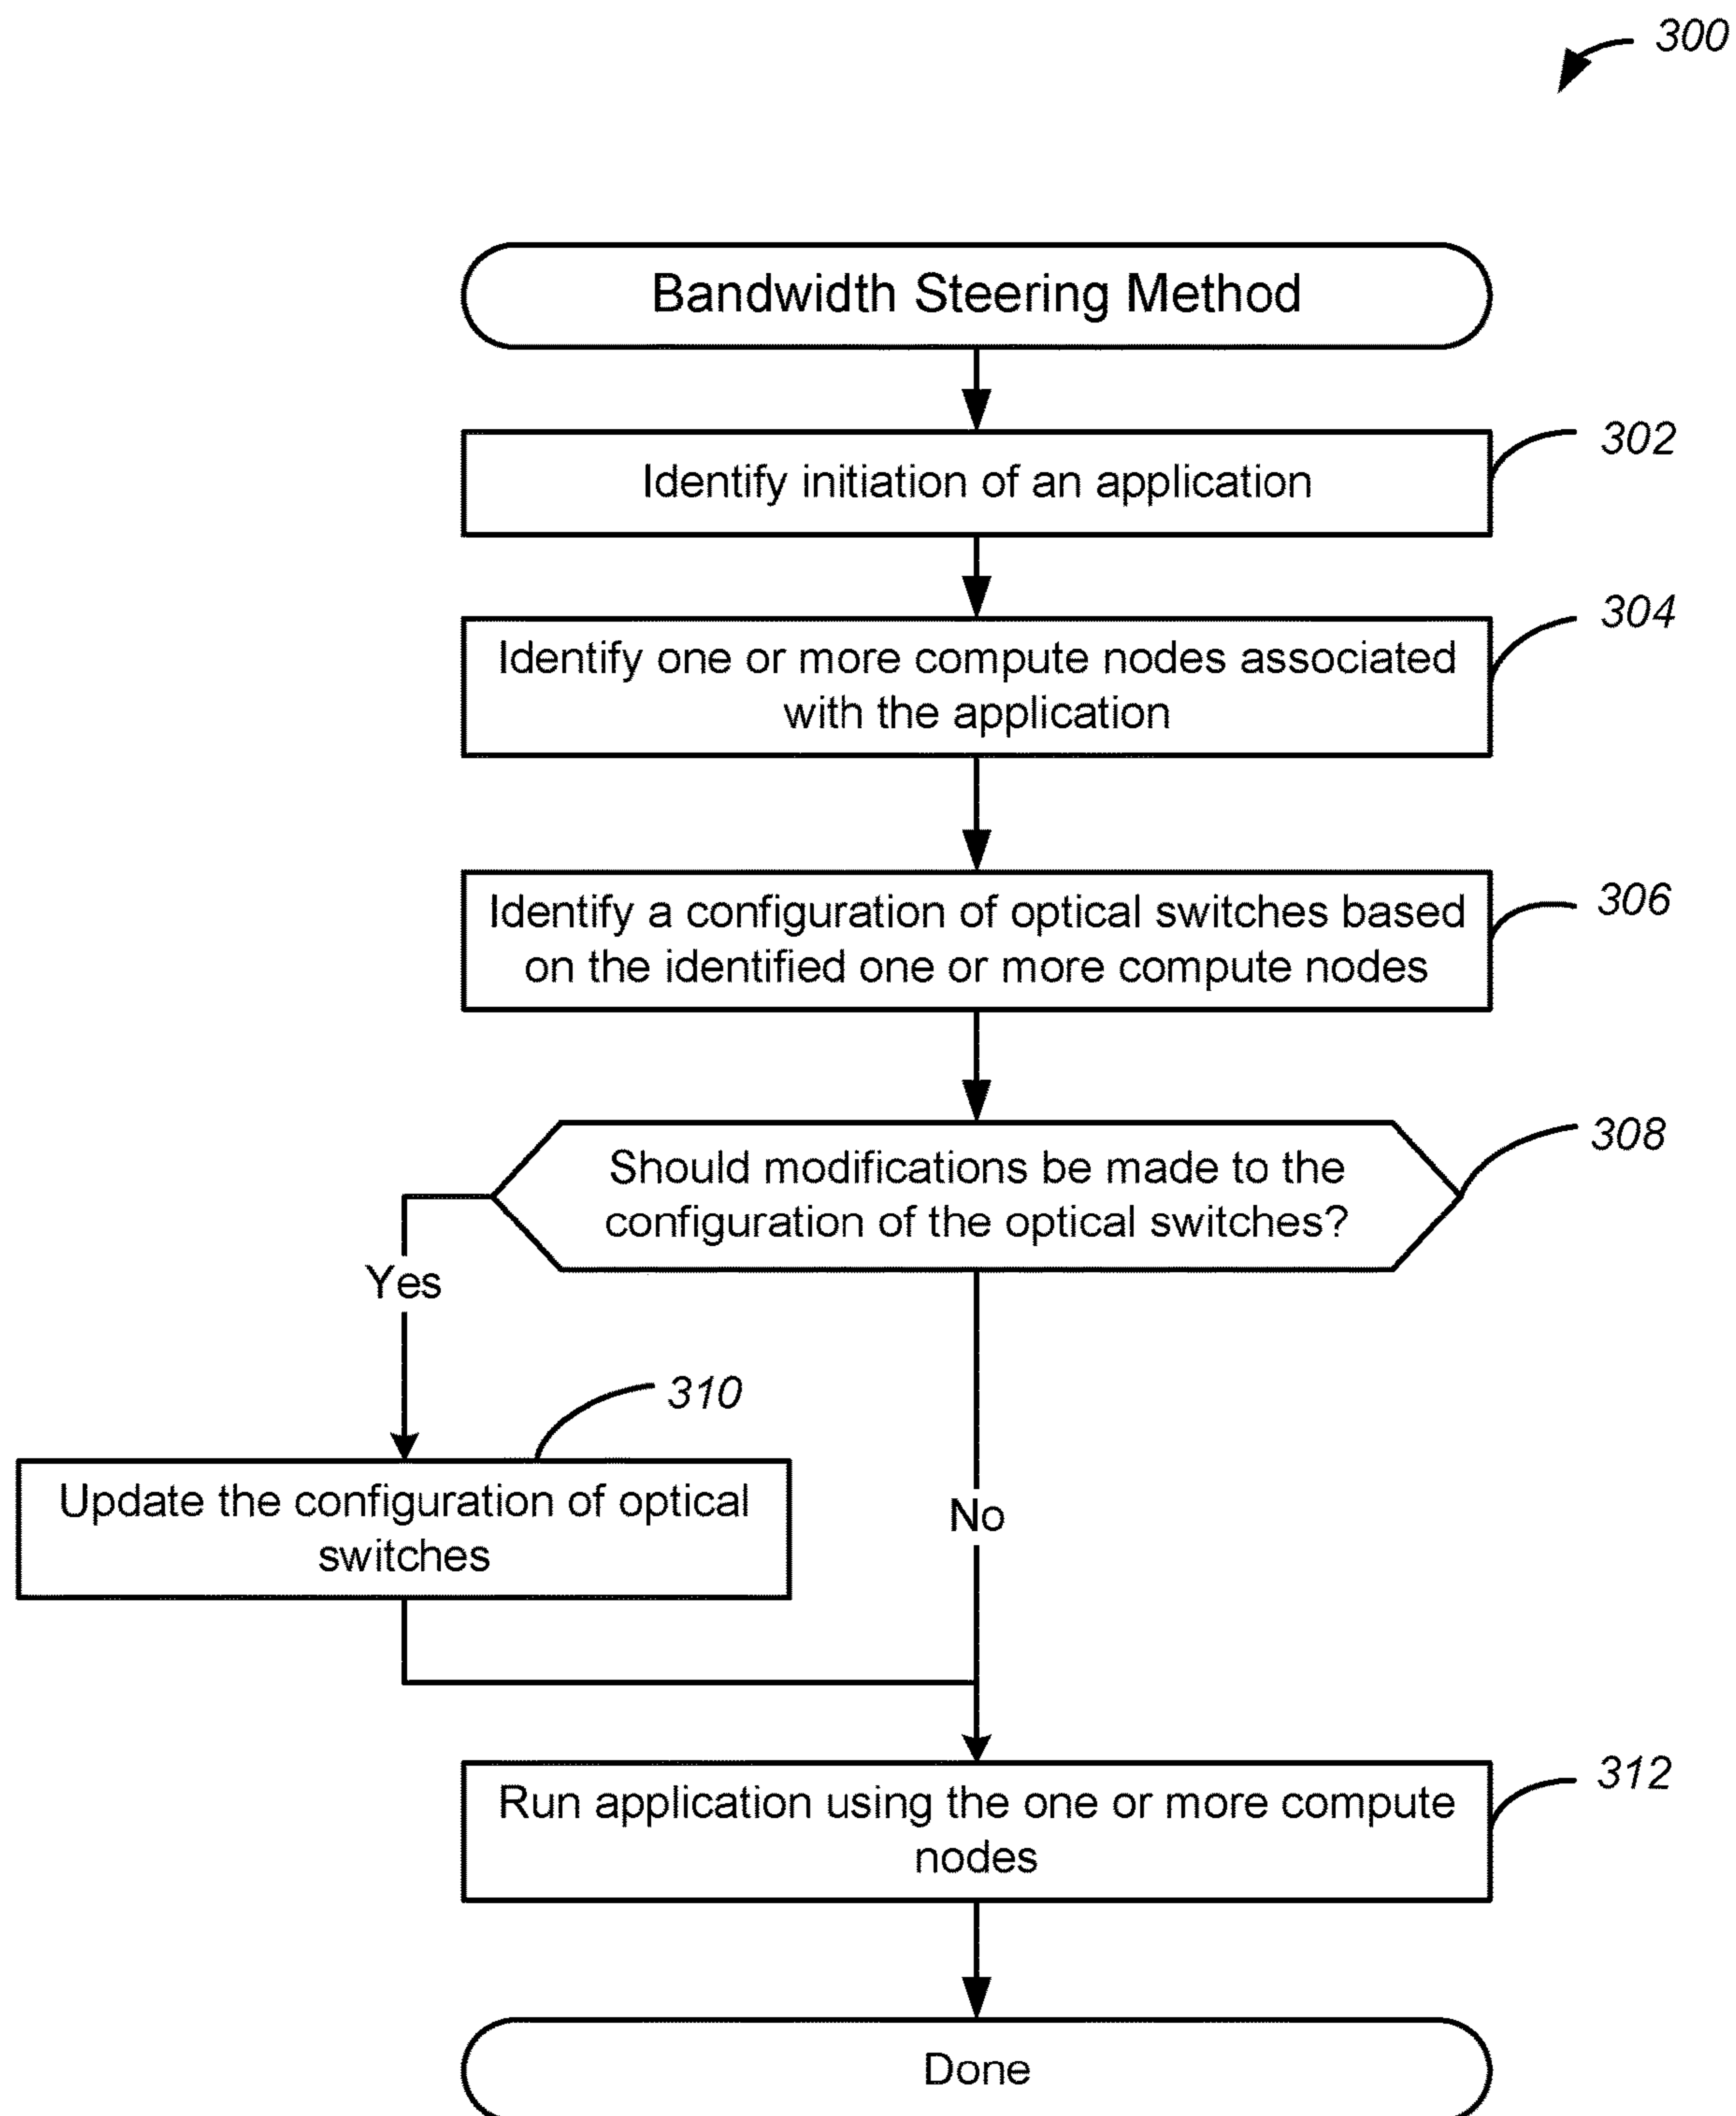 300
Bandwidth Steering Method
302
Identify initiation of an application
304
Identify one or more compute nodes associated
with the application
306
Identify a configuration of optical switches based
on the identified one or more compute nodes
308
Should modifications be made to the
configuration of the optical switches?
Yes
310
Update the configuration of optical
switches
No
312
Run application using the one or more compute
nodes
Done